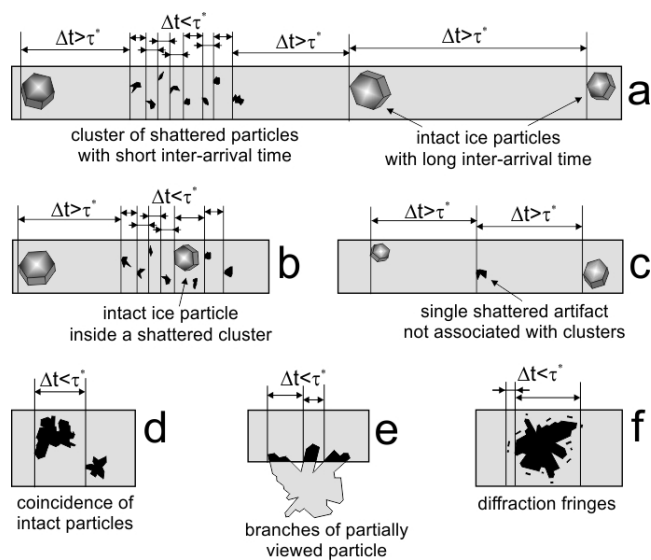 Δt>τ* Δt<τ* Δt>τ* Δt>τ*
a
cluster of shattered particles
with short inter-arrival time
intact ice particles
with long inter-arrival time
Δt>τ* Δt<τ*
b
intact ice particle
inside a shattered cluster
Δt>τ* Δt>τ*
c
single shattered artifact
not associated with clusters
Δt<τ*
d
coincidence of
intact particles
Δt<τ*
e
branches of partially
viewed particle
Δt<τ*
f
diffraction fringes